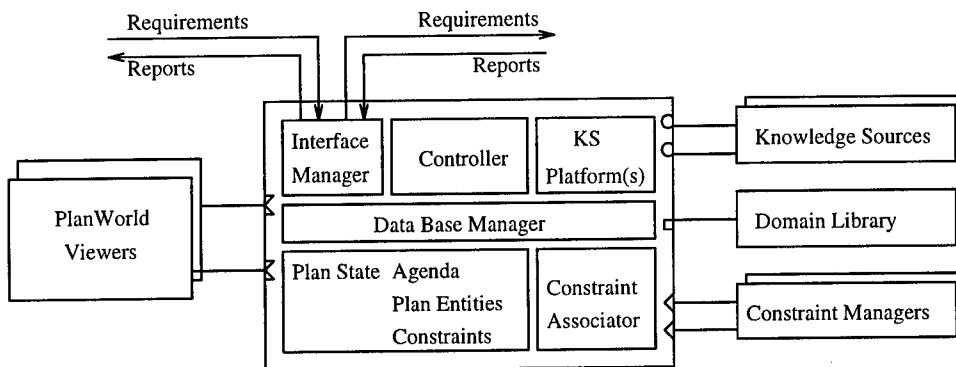 Requirements
Requirements
Reports
Reports
Interface
Manager
Controller
KS
Platform(s)
Knowledge Sources
PlanWorld
Viewers
Data Base Manager
Domain Library
Plan State Agenda
Plan Entities
Constraints
Constraint
Associator
Constraint Managers